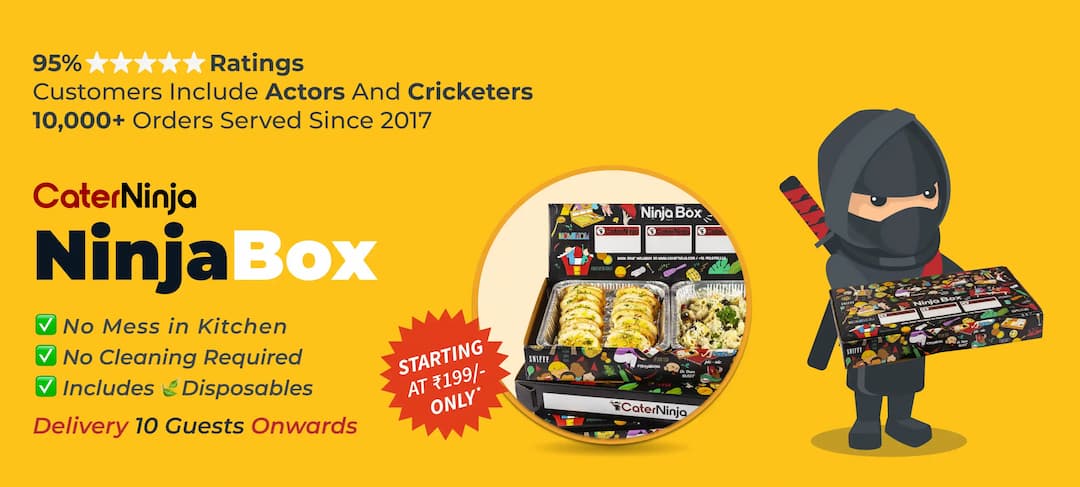 95% ★★★★★ Ratings
Customers Include Actors And Cricketers
10,000+ Orders Served Since 2017
CaterNinja
NinjaBox
✅ No Mess in Kitchen
✅ No Cleaning Required
✅ Includes Disposables
Delivery 10 Guests Onwards
STARTING
AT ₹199/-
ONLY*
Ninja Box
CaterNinja
CaterNinja
Ninja Box